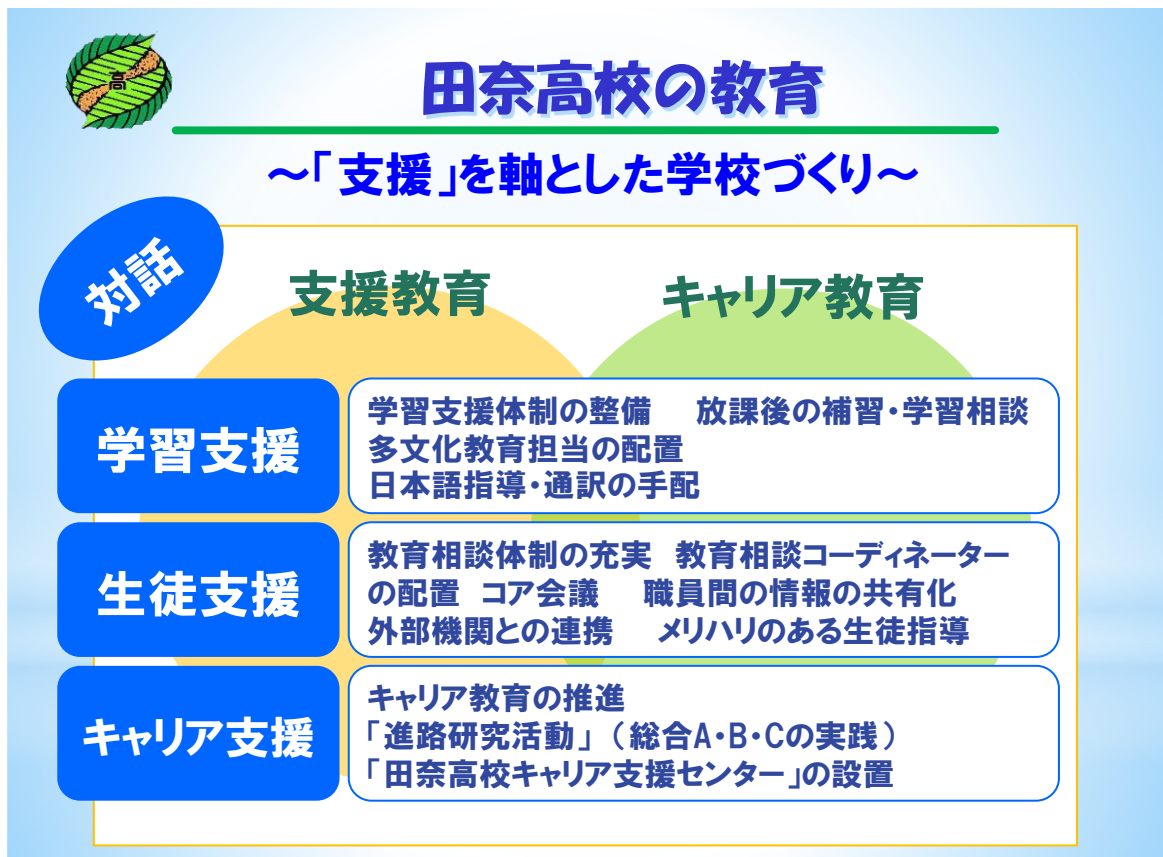 高
田奈高校の教育
～「支援」を軸とした学校づくり～
対話
支援教育
キャリア教育
学習支援
学習支援体制の整備　放課後の補習・学習相談
多文化教育担当の配置
日本語指導・通訳の手配
生徒支援
教育相談体制の充実　教育相談コーディネーター
の配置　コア会議　職員間の情報の共有化
外部機関との連携　メリハリのある生徒指導
キャリア支援
キャリア教育の推進
「進路研究活動」（総合A・B・Cの実践）
「田奈高校キャリア支援センター」の設置